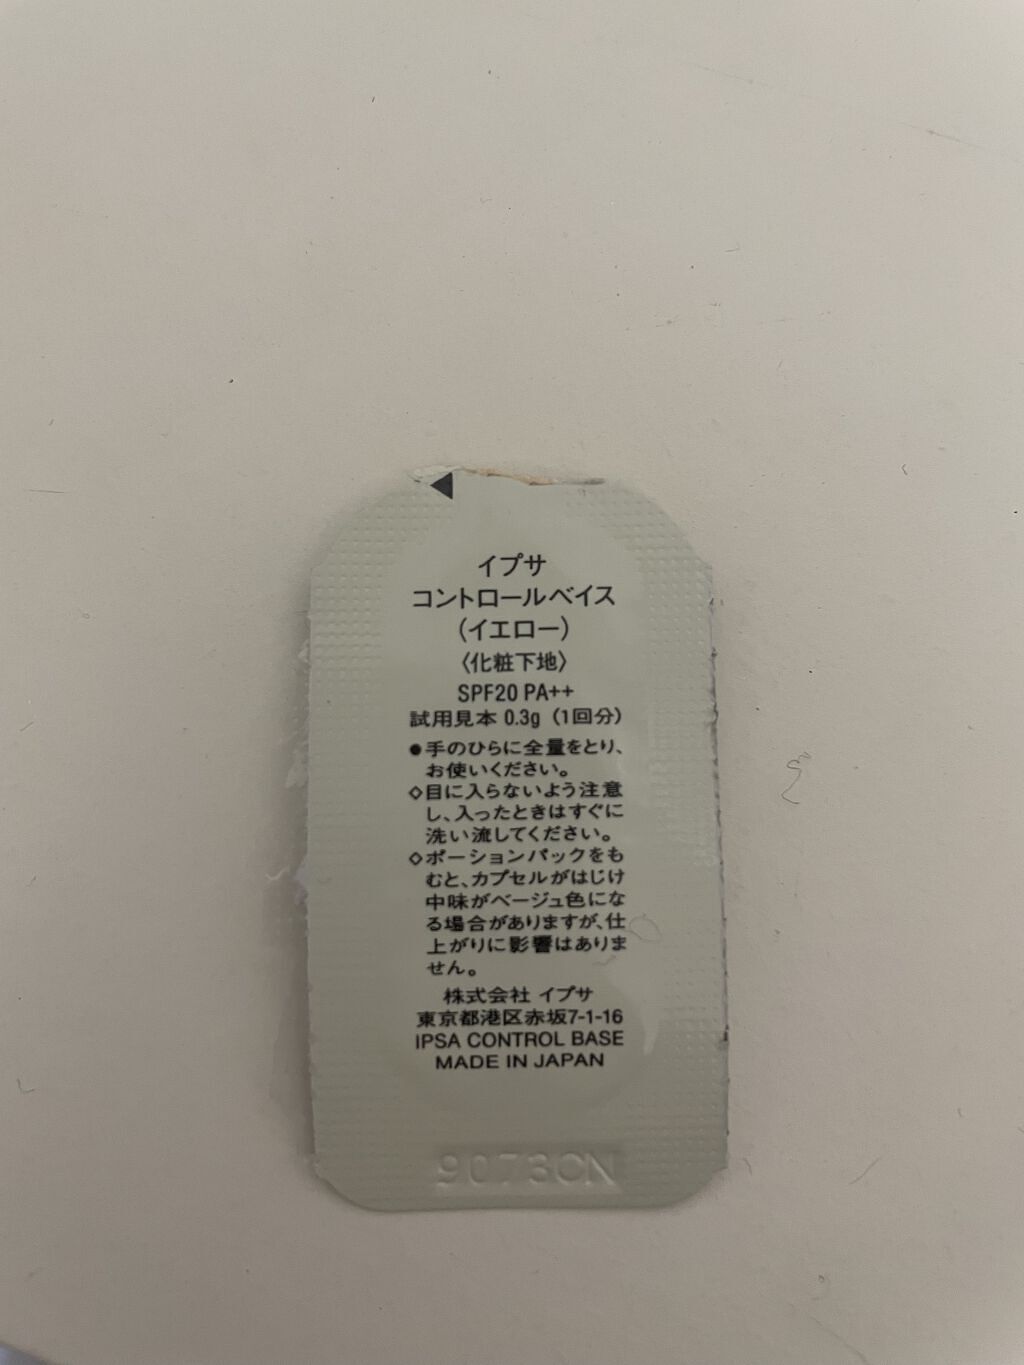 イプサ
コントロールベイス
(イエロー)
〈化粧下地〉
SPF20 PA++
試用見本 0.3g（1回分）
●手のひらに全量をとり、
お使いください。
◇目に入らないよう注意
し、入ったときはすぐに
洗い流してください。
◇ポーションパックをも
むと、カプセルがはじけ
中味がベージュ色にな
る場合がありますが、仕
上がりに影響はありま
せん。
株式会社 イプサ
東京都港区赤坂7-1-16
IPSA CONTROL BASE
MADE IN JAPAN
9073CN